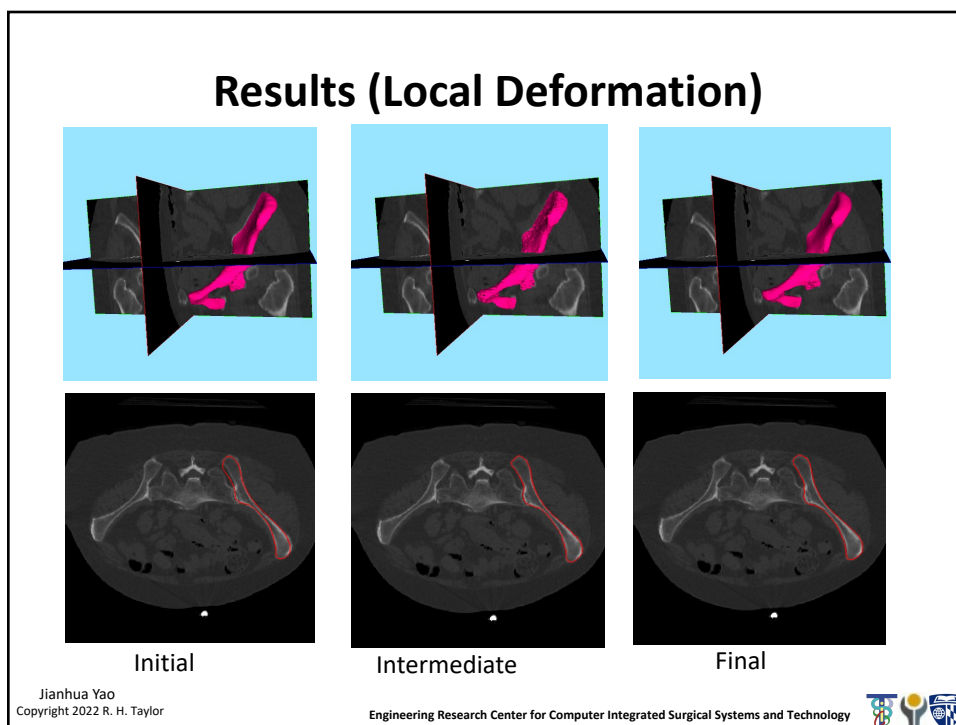 Results (Local Deformation)
Initial
Intermediate
Final
Jianhua Yao
Copyright 2022 R. H. Taylor
Engineering Research Center for Computer Integrated Surgical Systems and Technology